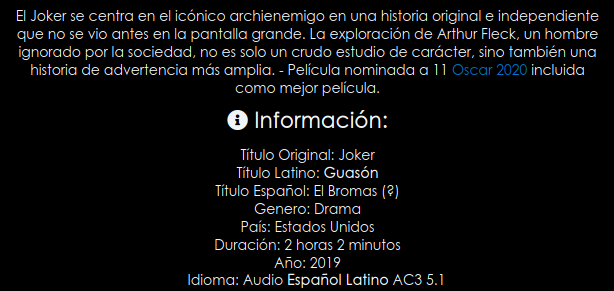 El Joker se centra en el icónico archienemigo en una historia original e independiente
que no se vio antes en la pantalla grande. La exploración de Arthur Fleck, un hombre
ignorado por la sociedad, no es solo un crudo estudio de carácter, sino también una
historia de advertencia más amplia. - Película nominada a 11 Oscar 2020 incluida
como mejor película.
Información:
Título Original: Joker
Título Latino: Guasón
Título Español: El Bromas (?)
Genero: Drama
País: Estados Unidos
Duración: 2 horas 2 minutos
Año: 2019
Idioma: Audio Español Latino AC3 5.1